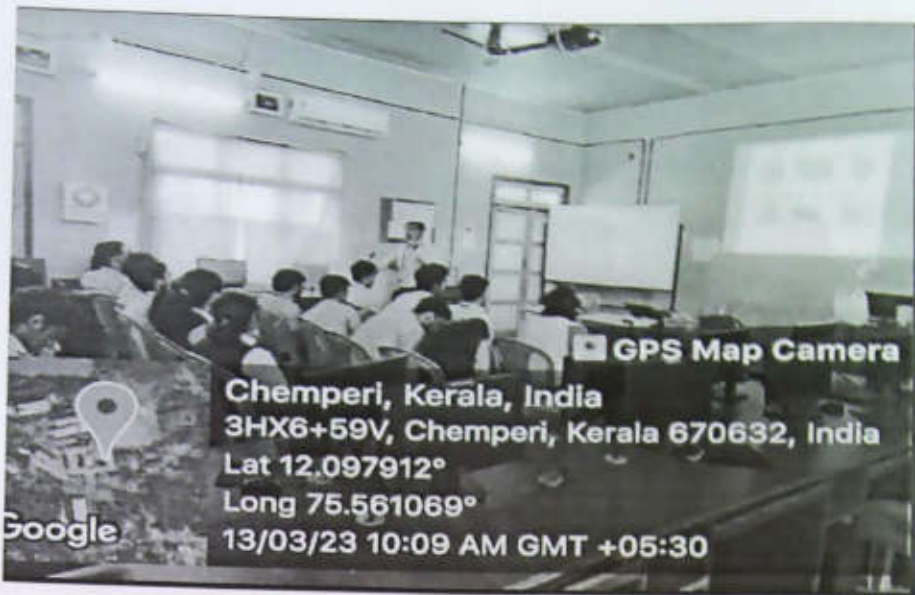 GPS Map Camera
Chemperi, Kerala, India
3HX6+59V, Chemperi, Kerala 670632, India
Lat 12.097912°
Long 75.561069°
13/03/23 10:09 AM GMT +05:30
Google